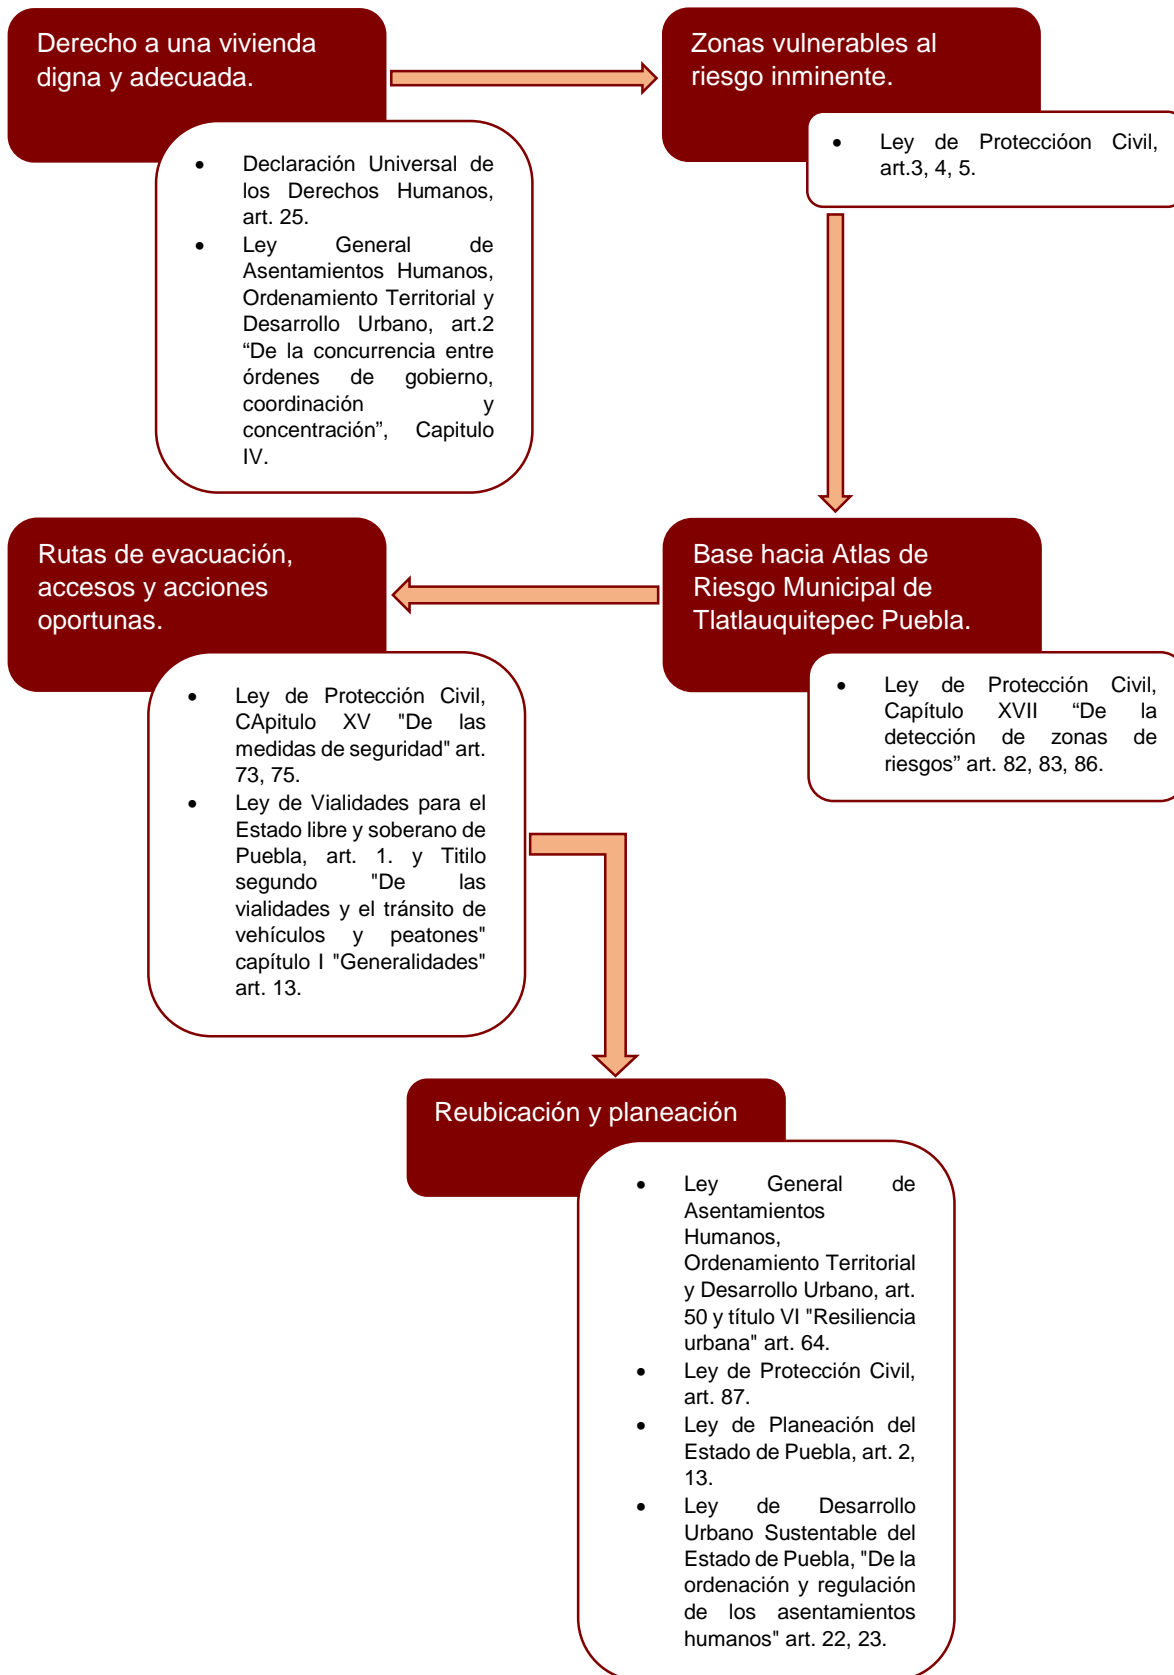 Derecho a una vivienda
digna y adecuada.
Declaración Universal de
los Derechos Humanos,
art. 25.
Ley General de
Asentamientos Humanos,
Ordenamiento Territorial y
Desarrollo Urbano, art.2
“De la concurrencia entre
órdenes de gobierno,
coordinación y
concentración”, Capitulo
IV.
Zonas vulnerables al
riesgo inminente.
Ley de Proteccióon Civil,
art.3, 4, 5.
Base hacia Atlas de
Riesgo Municipal de
Tlatlauquitepec Puebla.
Ley de Protección Civil,
Capítulo XVII “De la
detección de zonas de
riesgos” art. 82, 83, 86.
Rutas de evacuación,
accesos y acciones
oportunas.
Ley de Protección Civil,
CApitulo XV "De las
medidas de seguridad" art.
73, 75.
Ley de Vialidades para el
Estado libre y soberano de
Puebla, art. 1. y Titilo
segundo "De las
vialidades y el tránsito de
vehículos y peatones"
capítulo I "Generalidades"
art. 13.
Reubicación y planeación
Ley General de
Asentamientos
Humanos,
Ordenamiento Territorial
y Desarrollo Urbano, art.
50 y título VI "Resiliencia
urbana" art. 64.
Ley de Protección Civil,
art. 87.
Ley de Planeación del
Estado de Puebla, art. 2,
13.
Ley de Desarrollo
Urbano Sustentable del
Estado de Puebla, "De la
ordenación y regulación
de los asentamientos
humanos" art. 22, 23.